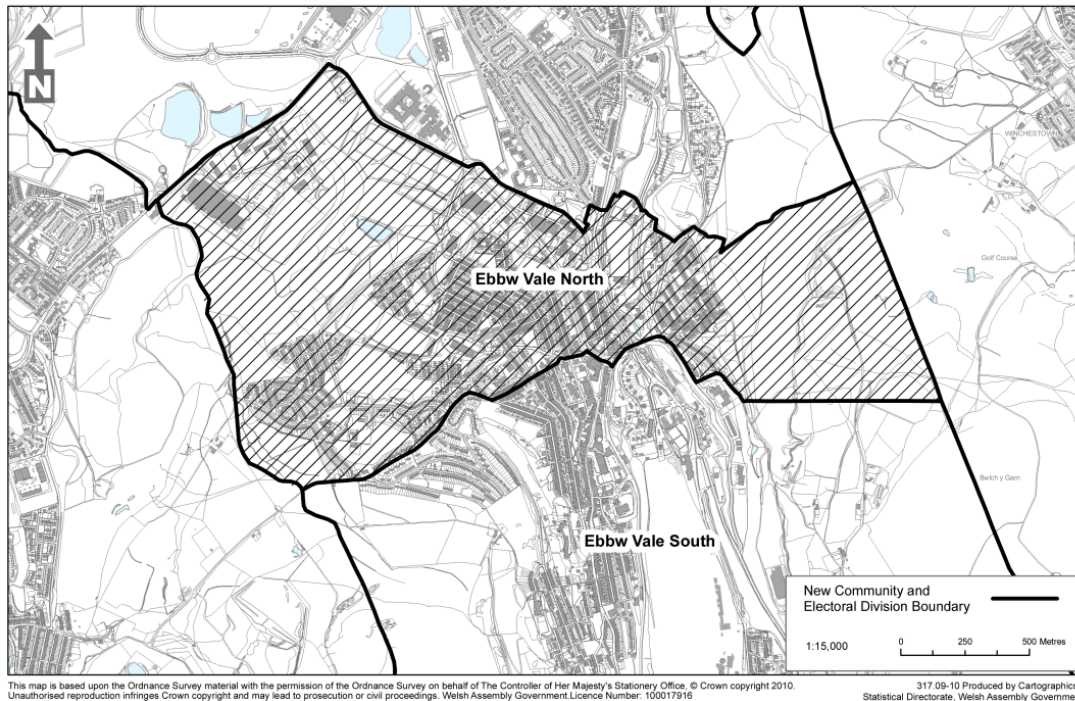 N
WINCHESTOWN
Golf Course
Ebbw Vale North
Bwlch y Garn
Ebbw Vale South
New Community and
Electoral Division Boundary
1:15,000
0 250 500 Metres
This map is based upon the Ordnance Survey material with the permission of the Ordnance Survey on behalf of The Controller of Her Majesty's Stationery Office, © Crown copyright 2010.
Unauthorised reproduction infringes Crown copyright and may lead to prosecution or civil proceedings. Welsh Assembly Government.Licence Number: 100017916
317.09-10 Produced by Cartographics
Statistical Directorate, Welsh Assembly Governme